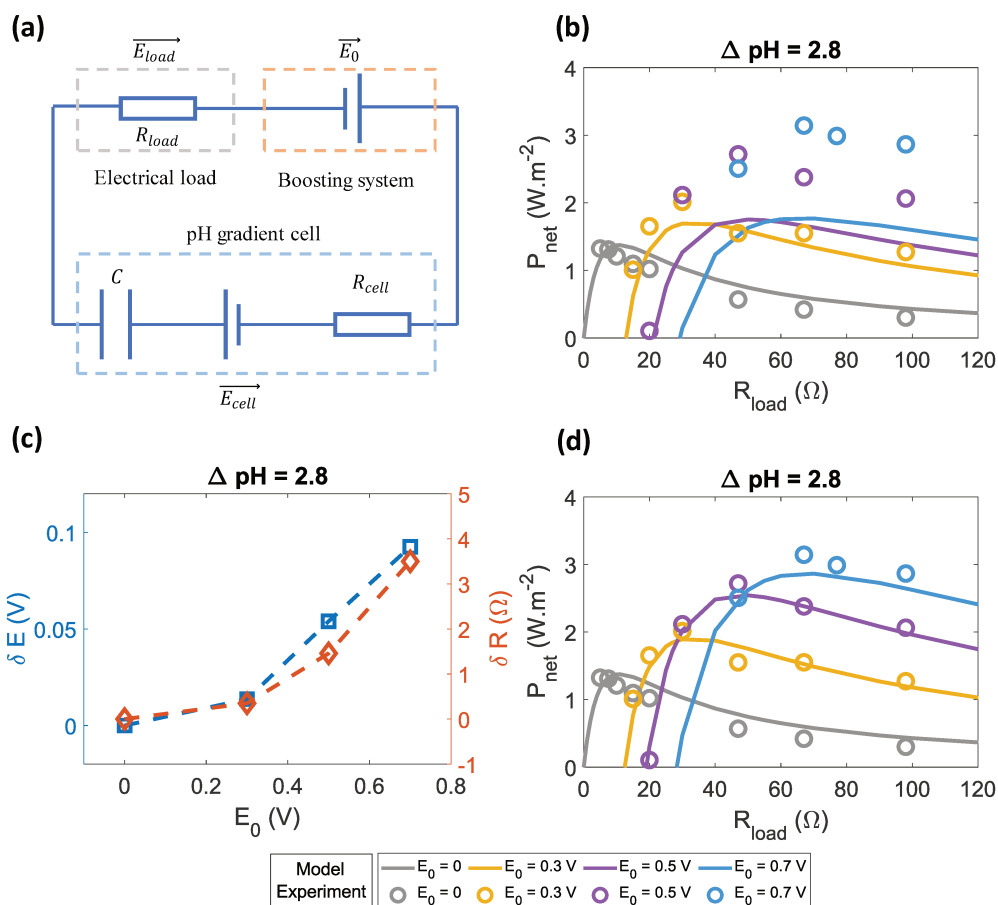 (a)
E_load
E_0
R_load
Electrical load
Boosting system
pH gradient cell
C
R_cell
E_cell
(b)
Δ pH = 2.8
P_net (W.m⁻²)
4
3
2
1
0
0 20 40 60 80 100 120
R_load (Ω)
(c)
Δ pH = 2.8
δ E (V)
0.1
0.05
0
δ R (Ω)
5
4
3
2
1
0
-1
0 0.2 0.4 0.6 0.8
E_0 (V)
(d)
Δ pH = 2.8
P_net (W.m⁻²)
4
3
2
1
0
0 20 40 60 80 100 120
R_load (Ω)
Model E_0 = 0 E_0 = 0.3 V E_0 = 0.5 V E_0 = 0.7 V
Experiment E_0 = 0 E_0 = 0.3 V E_0 = 0.5 V E_0 = 0.7 V